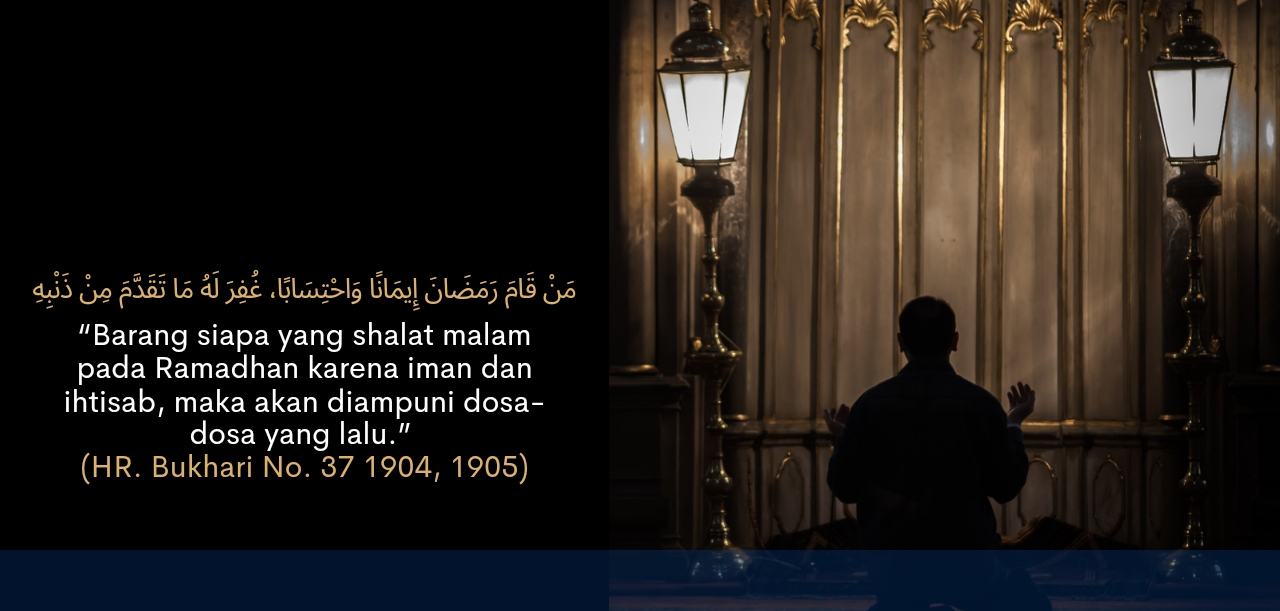 مَنْ قَامَ رَمَضَانَ إِيمَانًا وَاحْتِسَابًا، غُفِرَ لَهُ مَا تَقَدَّمَ مِنْ ذَنْبِهِ
“Barang siapa yang shalat malam
pada Ramadhan karena iman dan
ihtisab, maka akan diampuni dosa-
dosa yang lalu.”
(HR. Bukhari No. 37 1904, 1905)